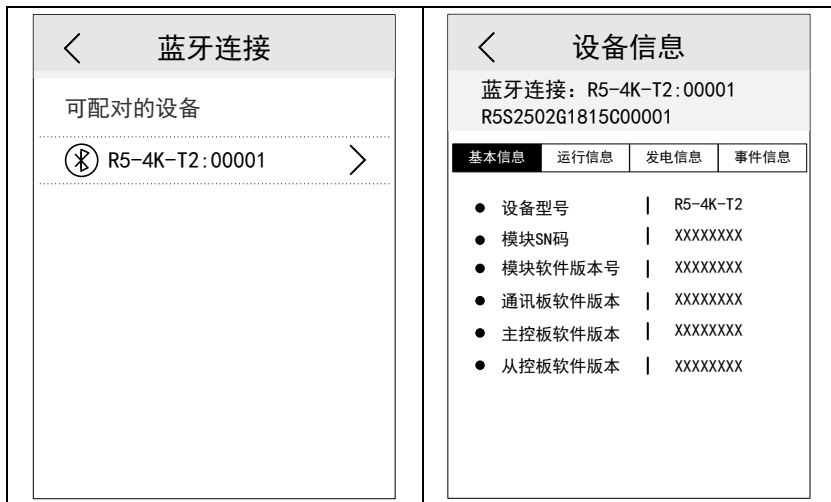 蓝牙连接
可配对的设备
R5-4K-T2:00001
设备信息
蓝牙连接：R5-4K-T2:00001
R5S2502G1815C00001
基本信息 运行信息 发电信息 事件信息
设备型号 R5-4K-T2
模块SN码 XXXXXXXX
模块软件版本号 XXXXXXXX
通讯板软件版本 XXXXXXXX
主控板软件版本 XXXXXXXX
从控板软件版本 XXXXXXXX